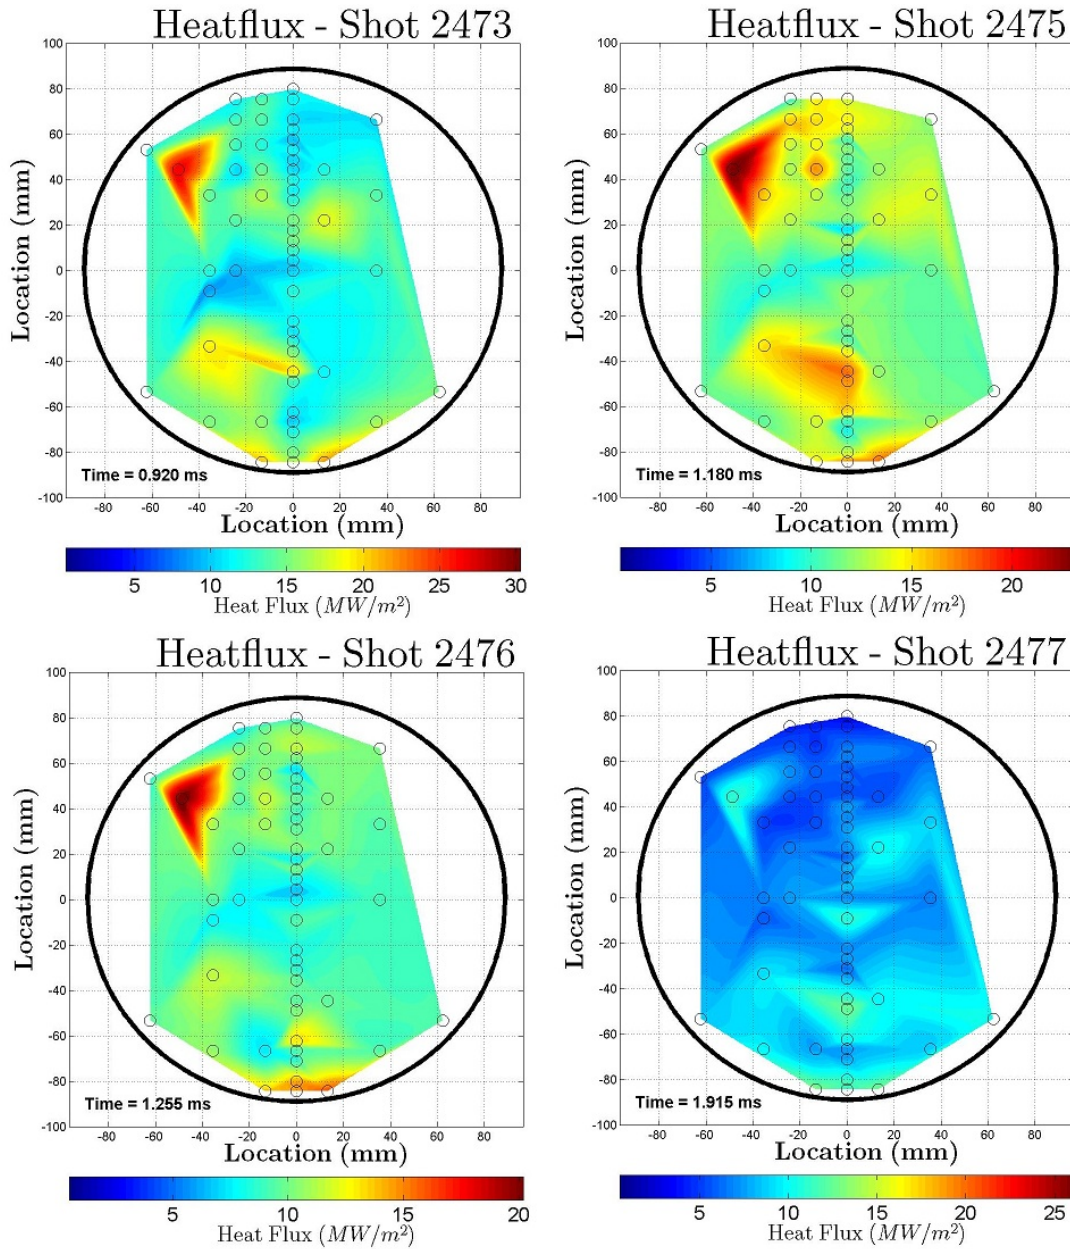 Heatflux - Shot 2473
100
80
60
40
20
0
-20
-40
-60
-80
-100
Location (mm)
Time = 0.920 ms
-80 -60 -40 -20 0 20 40 60 80
Location (mm)
5 10 15 20 25 30
Heat Flux (MW/m²)
Heatflux - Shot 2475
100
80
60
40
20
0
-20
-40
-60
-80
-100
Location (mm)
Time = 1.180 ms
-80 -60 -40 -20 0 20 40 60 80
Location (mm)
5 10 15 20
Heat Flux (MW/m²)
Heatflux - Shot 2476
100
80
60
40
20
0
-20
-40
-60
-80
-100
Location (mm)
Time = 1.255 ms
-80 -60 -40 -20 0 20 40 60 80
Location (mm)
5 10 15 20
Heat Flux (MW/m²)
Heatflux - Shot 2477
100
80
60
40
20
0
-20
-40
-60
-80
-100
Location (mm)
Time = 1.915 ms
-80 -60 -40 -20 0 20 40 60 80
Location (mm)
5 10 15 20 25
Heat Flux (MW/m²)